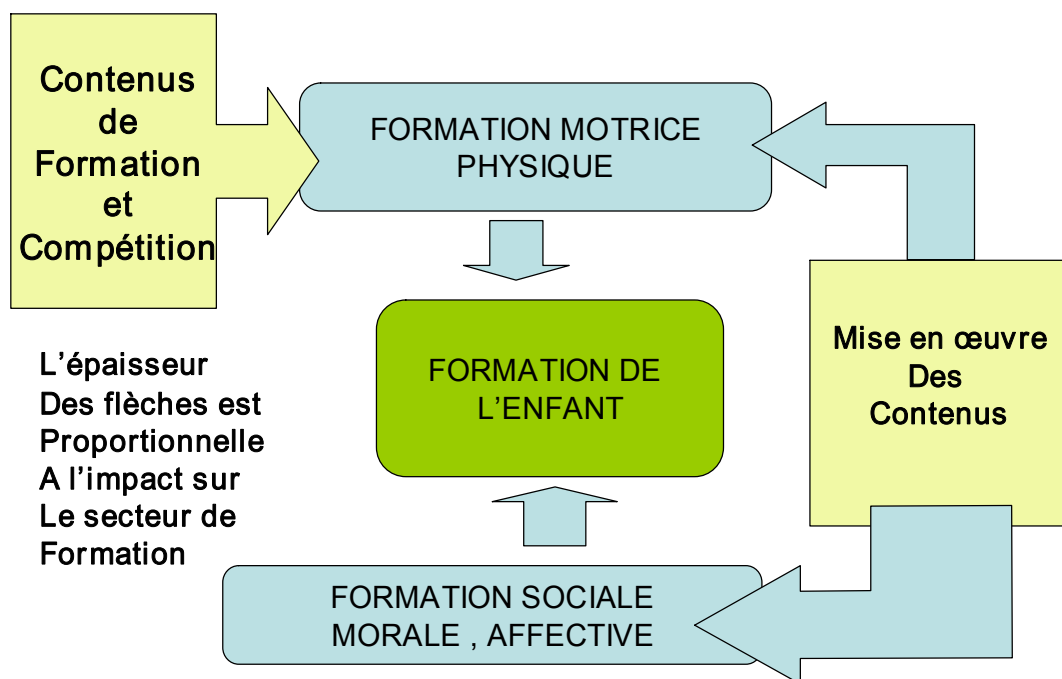 Contenus
de
Formation
et
Compétition
FORMATION MOTRICE
PHYSIQUE
FORMATION DE
L'ENFANT
Mise en œuvre
Des
Contenus
L'épaisseur
Des flèches est
Proportionnelle
A l'impact sur
Le secteur de
Formation
FORMATION SOCIALE
MORALE , AFFECTIVE